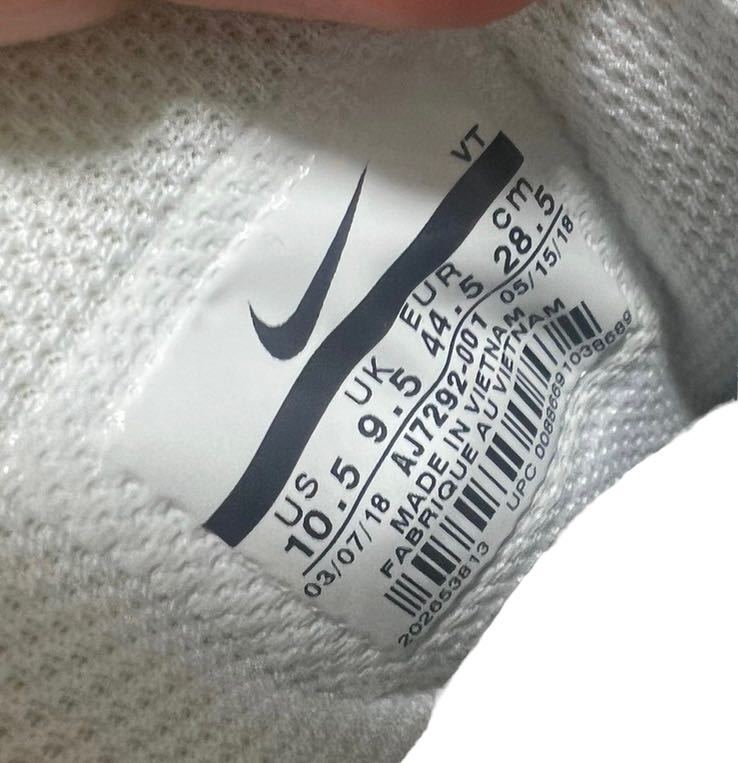 VT
US UK EUR cm
10.5 9.5 44.5 28.5
03/07/18 AJ7292-001 05/15/18
MADE IN VIETNAM
FABRIQUE AU VIETNAM
202653813 UPC 00886691038689